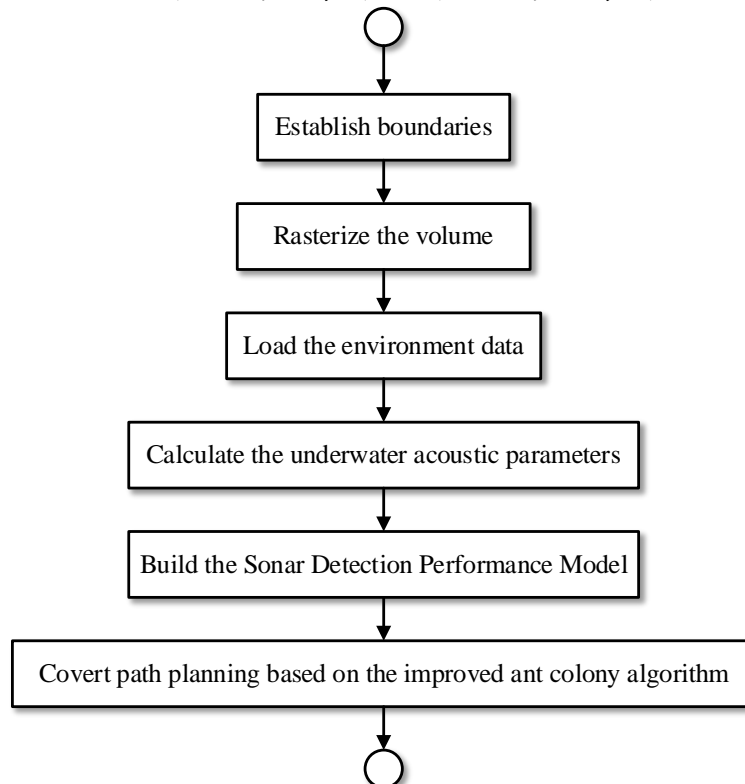 Establish boundaries
Rasterize the volume
Load the environment data
Calculate the underwater acoustic parameters
Build the Sonar Detection Performance Model
Covert path planning based on the improved ant colony algorithm